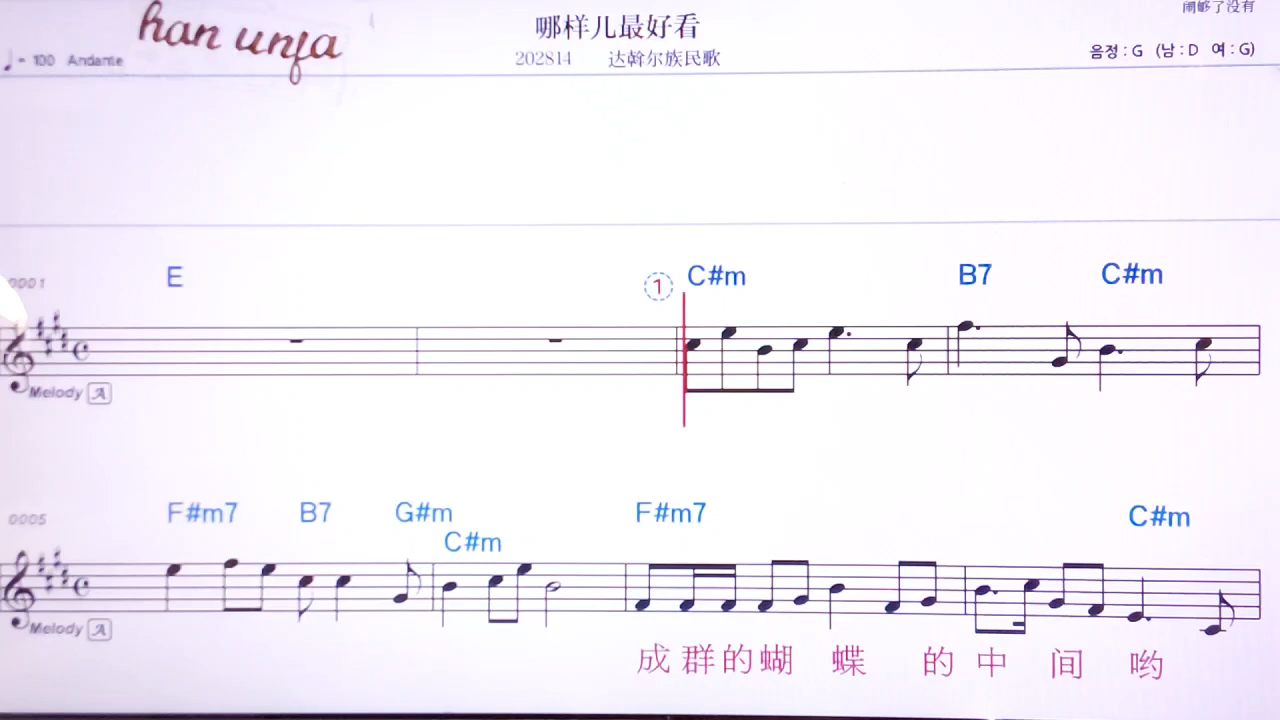 han unja
哪样儿最好看
闹够了没有
♩= 100 Andante
202814 达斡尔族民歌
음정 : G (남 : D 여 : G)
0001 E ① C#m B7 C#m
Melody A
0005 F#m7 B7 G#m F#m7 C#m
C#m
Melody A
成群的蝴蝶的中间哟